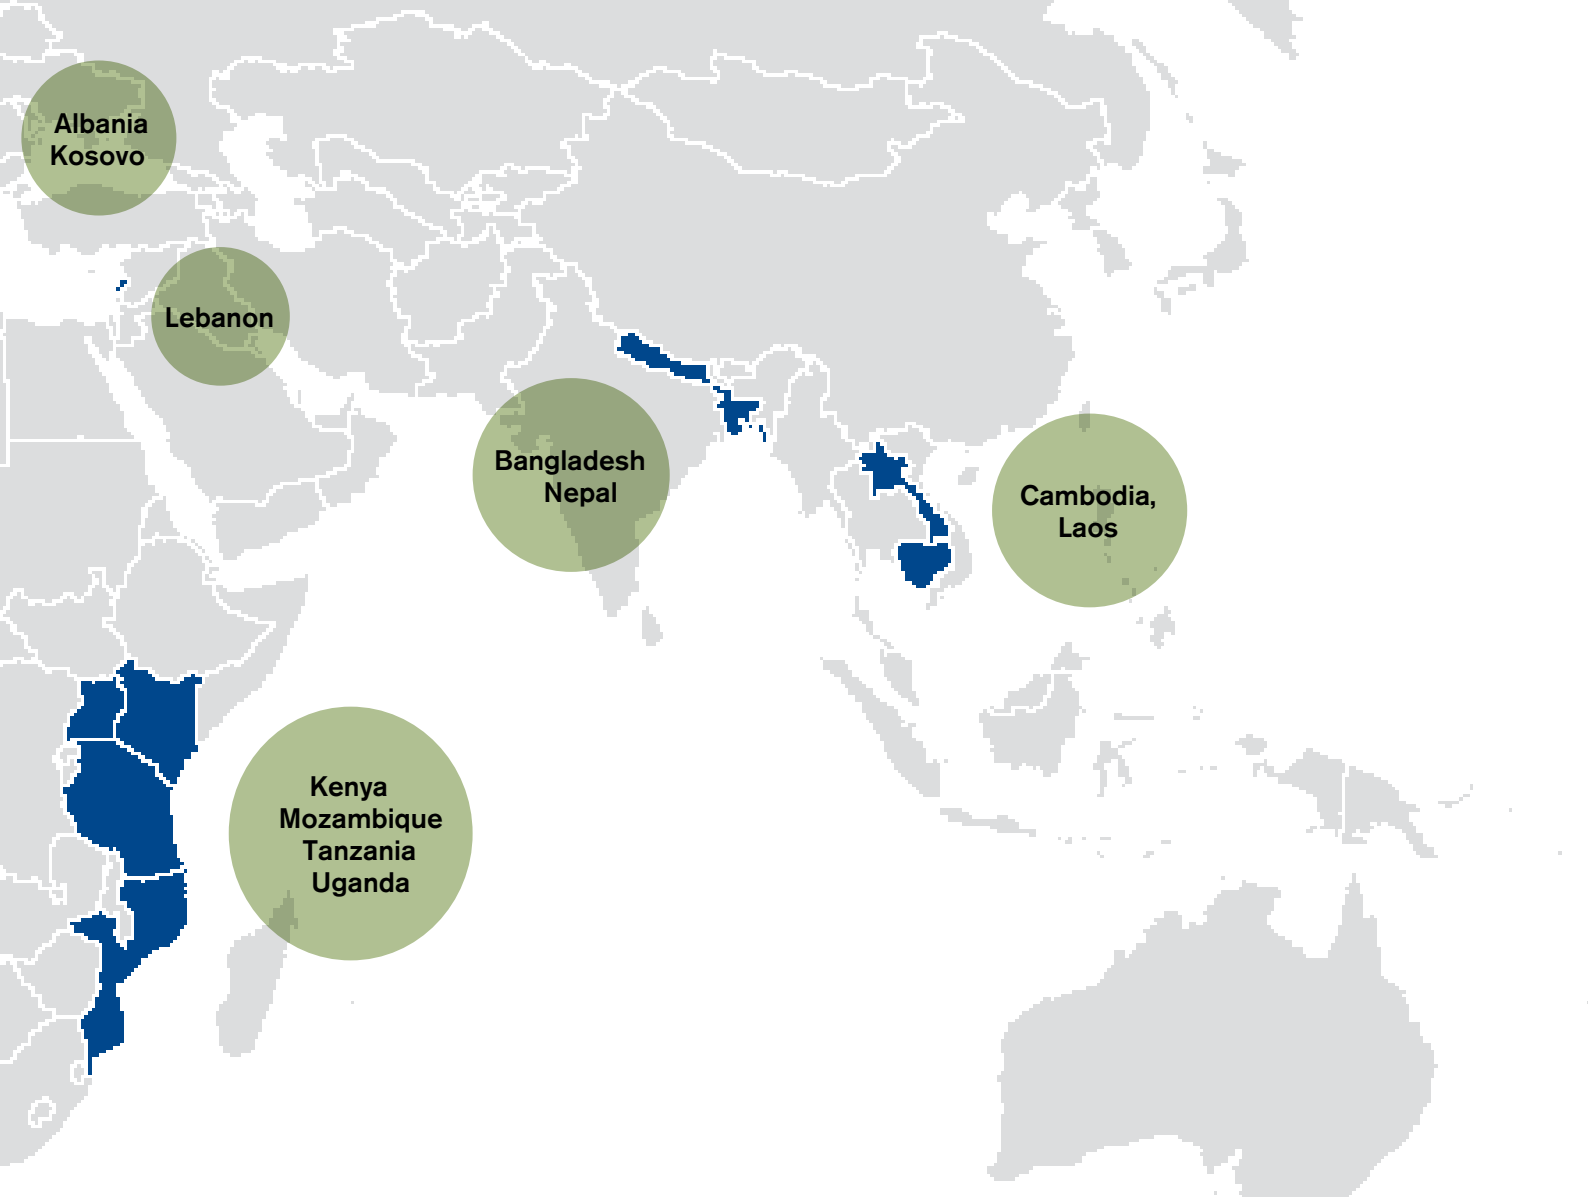 Albania
Kosovo
Lebanon
Bangladesh
Nepal
Cambodia,
Laos
Kenya
Mozambique
Tanzania
Uganda